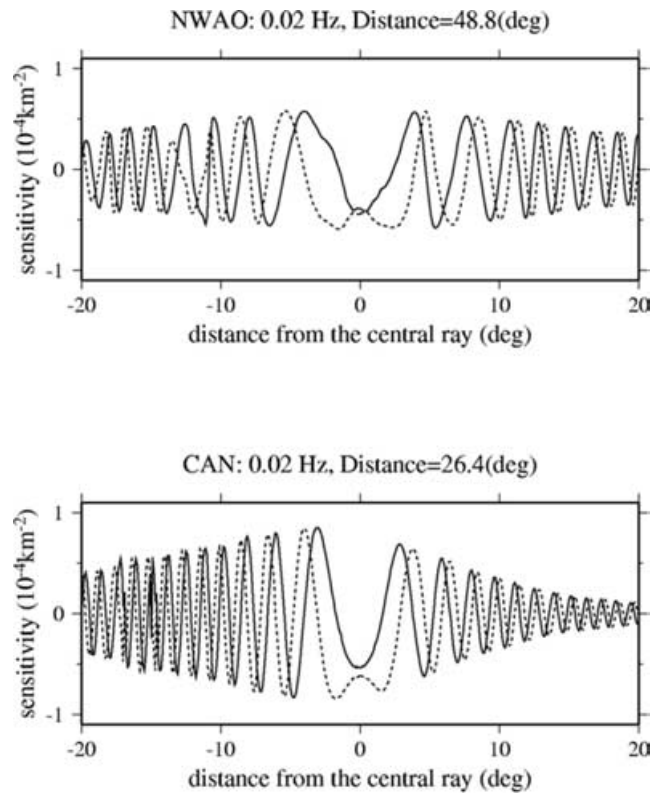 NWAO: 0.02 Hz, Distance=48.8(deg)
1
0
-1
sensitivity (10⁻⁴km⁻²)
-20 -10 0 10 20
distance from the central ray (deg)
CAN: 0.02 Hz, Distance=26.4(deg)
1
0
-1
sensitivity (10⁻⁴km⁻²)
-20 -10 0 10 20
distance from the central ray (deg)